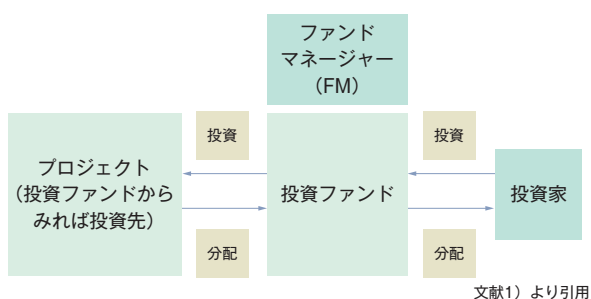 ファンド
マネージャー
（FM）
投資
投資
プロジェクト
（投資ファンドから
みれば投資先）
投資ファンド
投資家
分配
分配
文献1）より引用